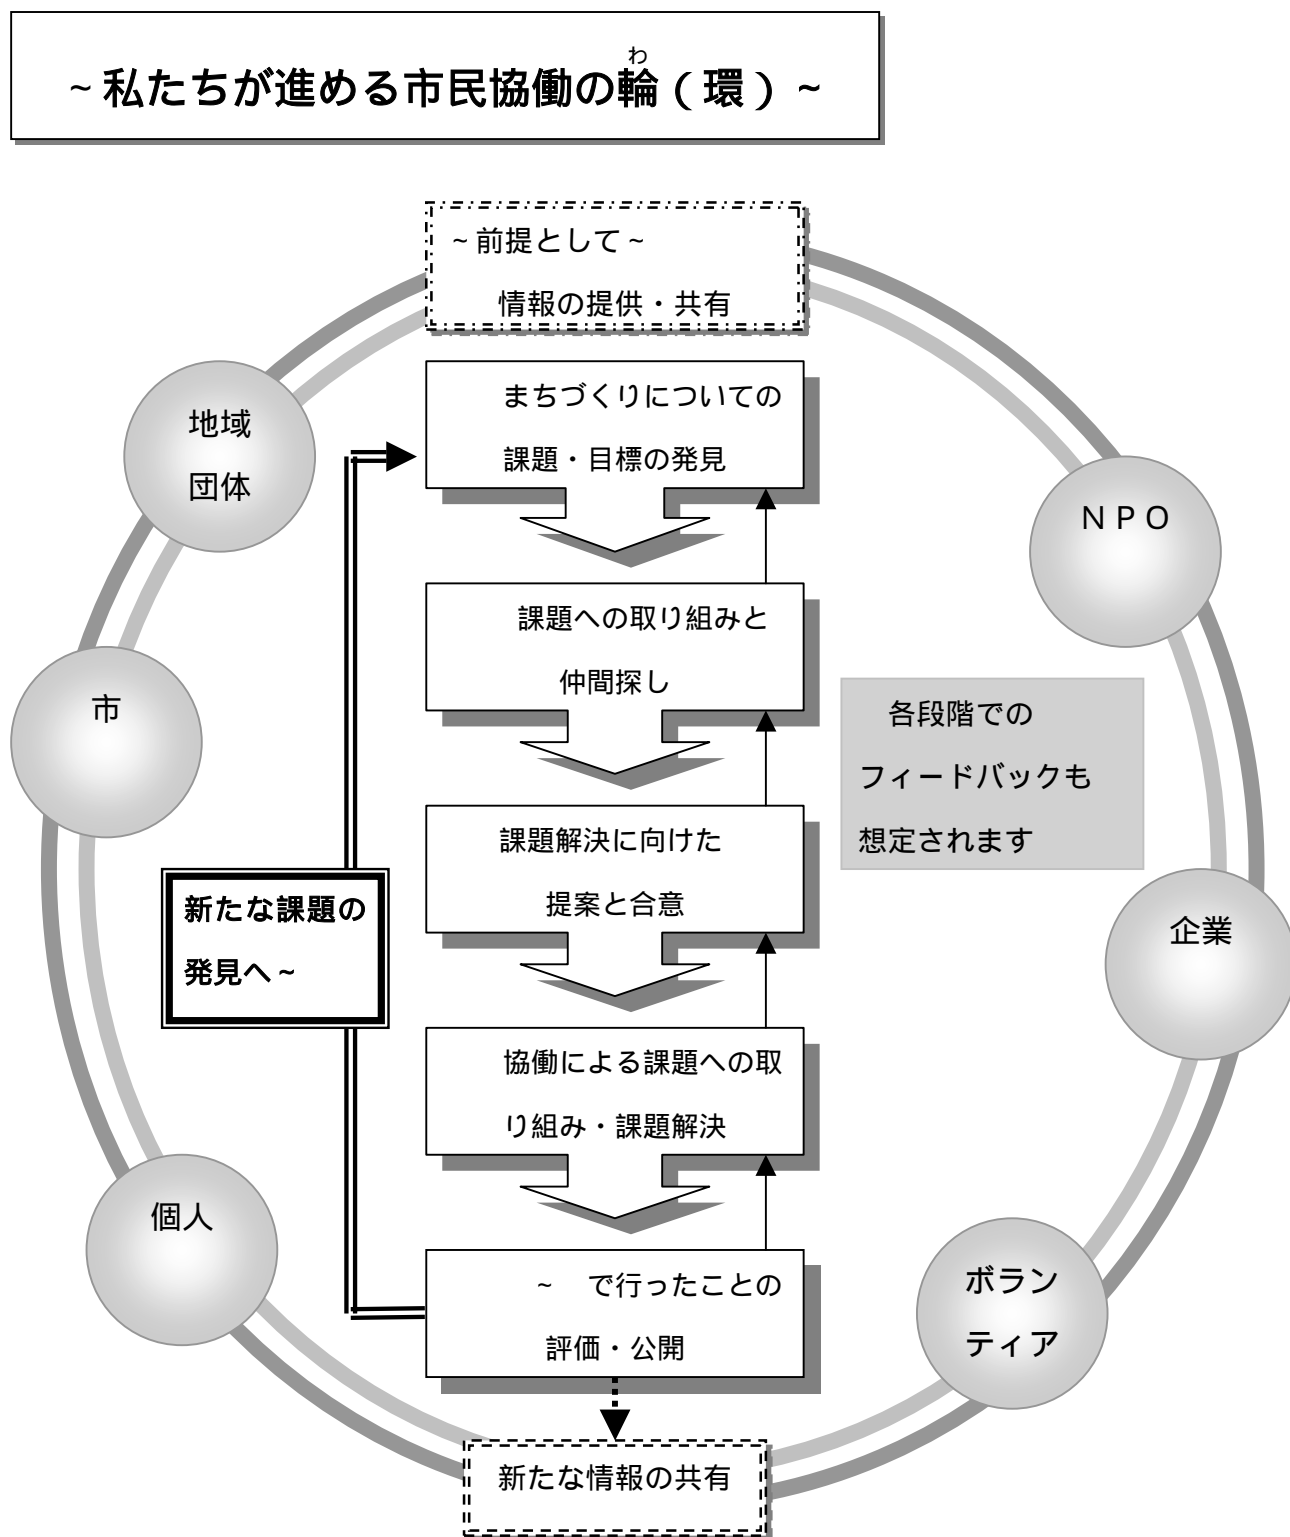 わ
~私たちが進める市民協働の輪（環）~
~前提として~
情報の提供・共有
まちづくりについての
課題・目標の発見
課題への取り組みと
仲間探し
課題解決に向けた
提案と合意
協働による課題への取
り組み・課題解決
~　で行ったことの
評価・公開
新たな情報の共有
新たな課題の
発見へ~
各段階での
フィードバックも
想定されます
地域
団体
市
個人
ＮＰＯ
企業
ボラン
ティア